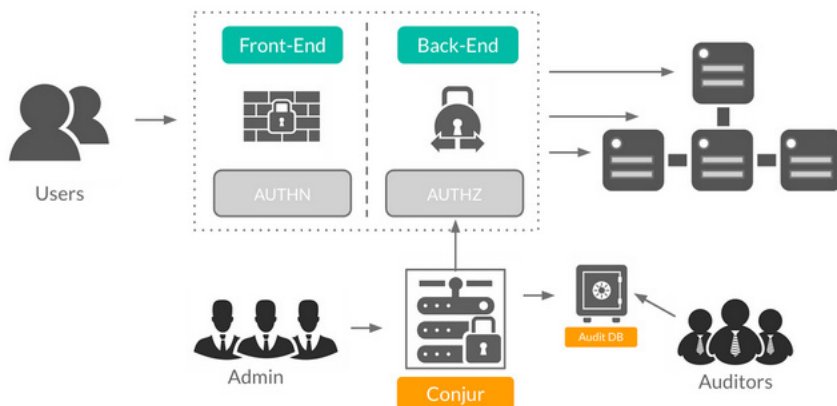 Front-End
Back-End
Users
AUTHN
AUTHZ
Admin
Conjur
Audit DB
Auditors